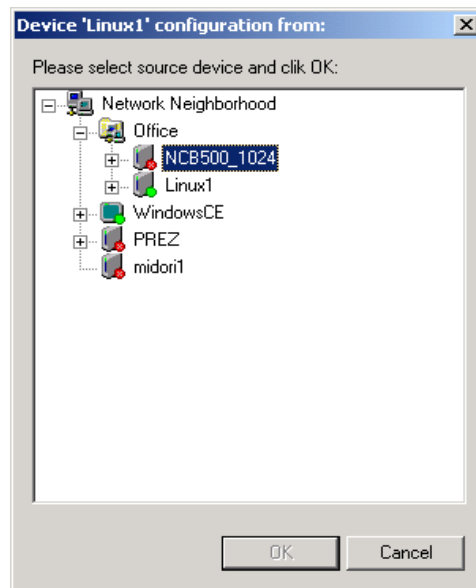 Device 'Linux1' configuration from:
Please select source device and clik OK:
Network Neighborhood
Office
NCB500_1024
Linux1
WindowsCE
PREZ
midori1
OK Cancel